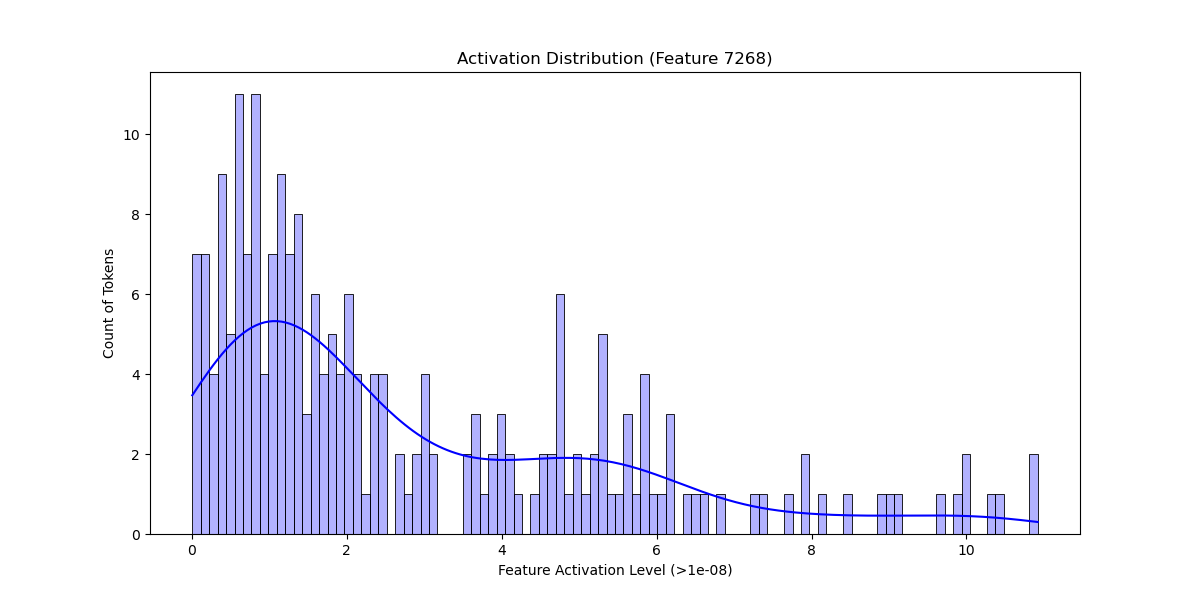 Activation Distribution (Feature 7268)
Count of Tokens
10
8
6
4
2
0
0 2 4 6 8 10
Feature Activation Level (>1e-08)